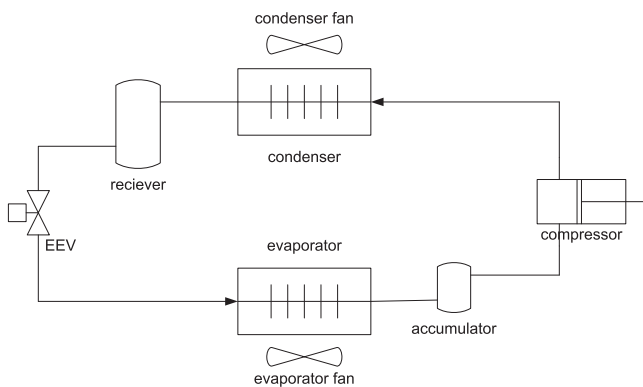 condenser fan
condenser
reciever
compressor
EEV
evaporator
accumulator
evaporator fan